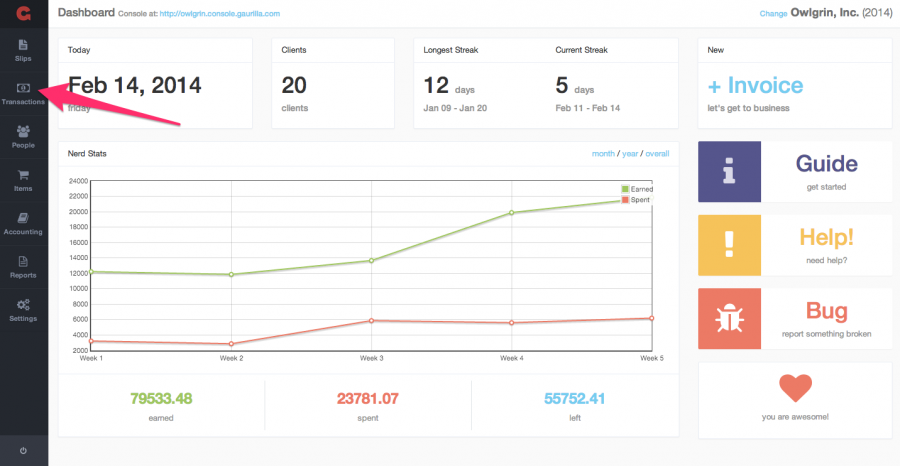 Dashboard Console at: http://owlgrin.console.gaurilla.com
Change Owlgrin, Inc. (2014)
Slips
Transactions
People
Items
Accounting
Reports
Settings
Today
Feb 14, 2014
friday
Clients
20
clients
Longest Streak
12 days
Jan 09 - Jan 20
Current Streak
5 days
Feb 11 - Feb 14
New
+ Invoice
let's get to business
Nerd Stats
month / year / overall
Earned
Spent
24000
22000
20000
18000
16000
14000
12000
10000
8000
6000
4000
2000
Week 1
Week 2
Week 3
Week 4
Week 5
79533.48
earned
23781.07
spent
55752.41
left
Guide
get started
Help!
need help?
Bug
report something broken
you are awesome!